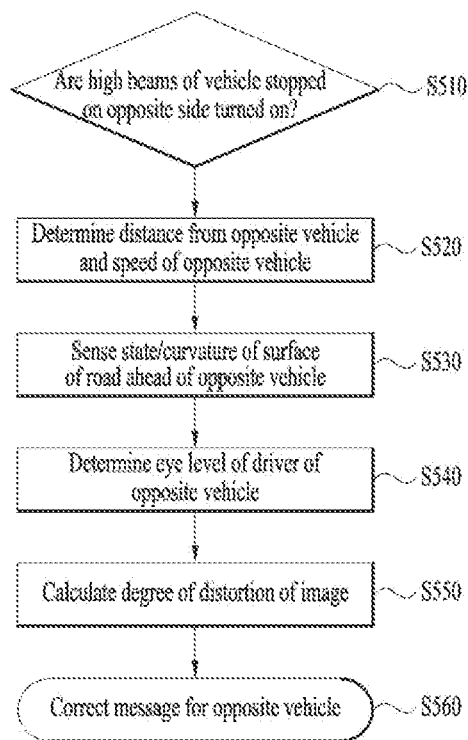 Are high beams of vehicle stopped
on opposite side turned on?
S510
Determine distance from opposite vehicle
and speed of opposite vehicle
S520
Sense state/curvature of surface
of road ahead of opposite vehicle
S530
Determine eye level of driver of
opposite vehicle
S540
Calculate degree of distortion of image
S550
Correct message for opposite vehicle
S560